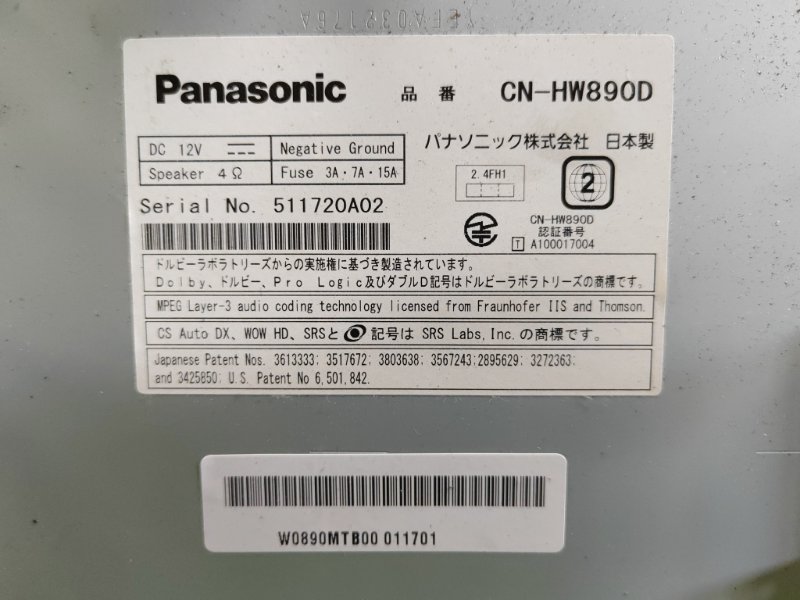 Panasonic 品番 CN-HW890D
DC 12V Negative Ground
Speaker 4Ω Fuse 3A・7A・15A
パナソニック株式会社 日本製
2.4FH1
2
Serial No. 511720A02
CN-HW890D
認証番号
T A100017004
ドルビーラボラトリーズからの実施権に基づき製造されています。
Dolby、ドルビー、Pro Logic及びダブルD記号はドルビーラボラトリーズの商標です。
MPEG Layer-3 audio coding technology licensed from Fraunhofer IIS and Thomson.
CS Auto DX、WOW HD、SRSと 記号は SRS Labs, Inc. の商標です。
Japanese Patent Nos. 3613333; 3517672; 3803638; 3567243;2895629; 3272363;
and 3425850; U.S. Patent No 6,501,842.
W0890MTB00 011701